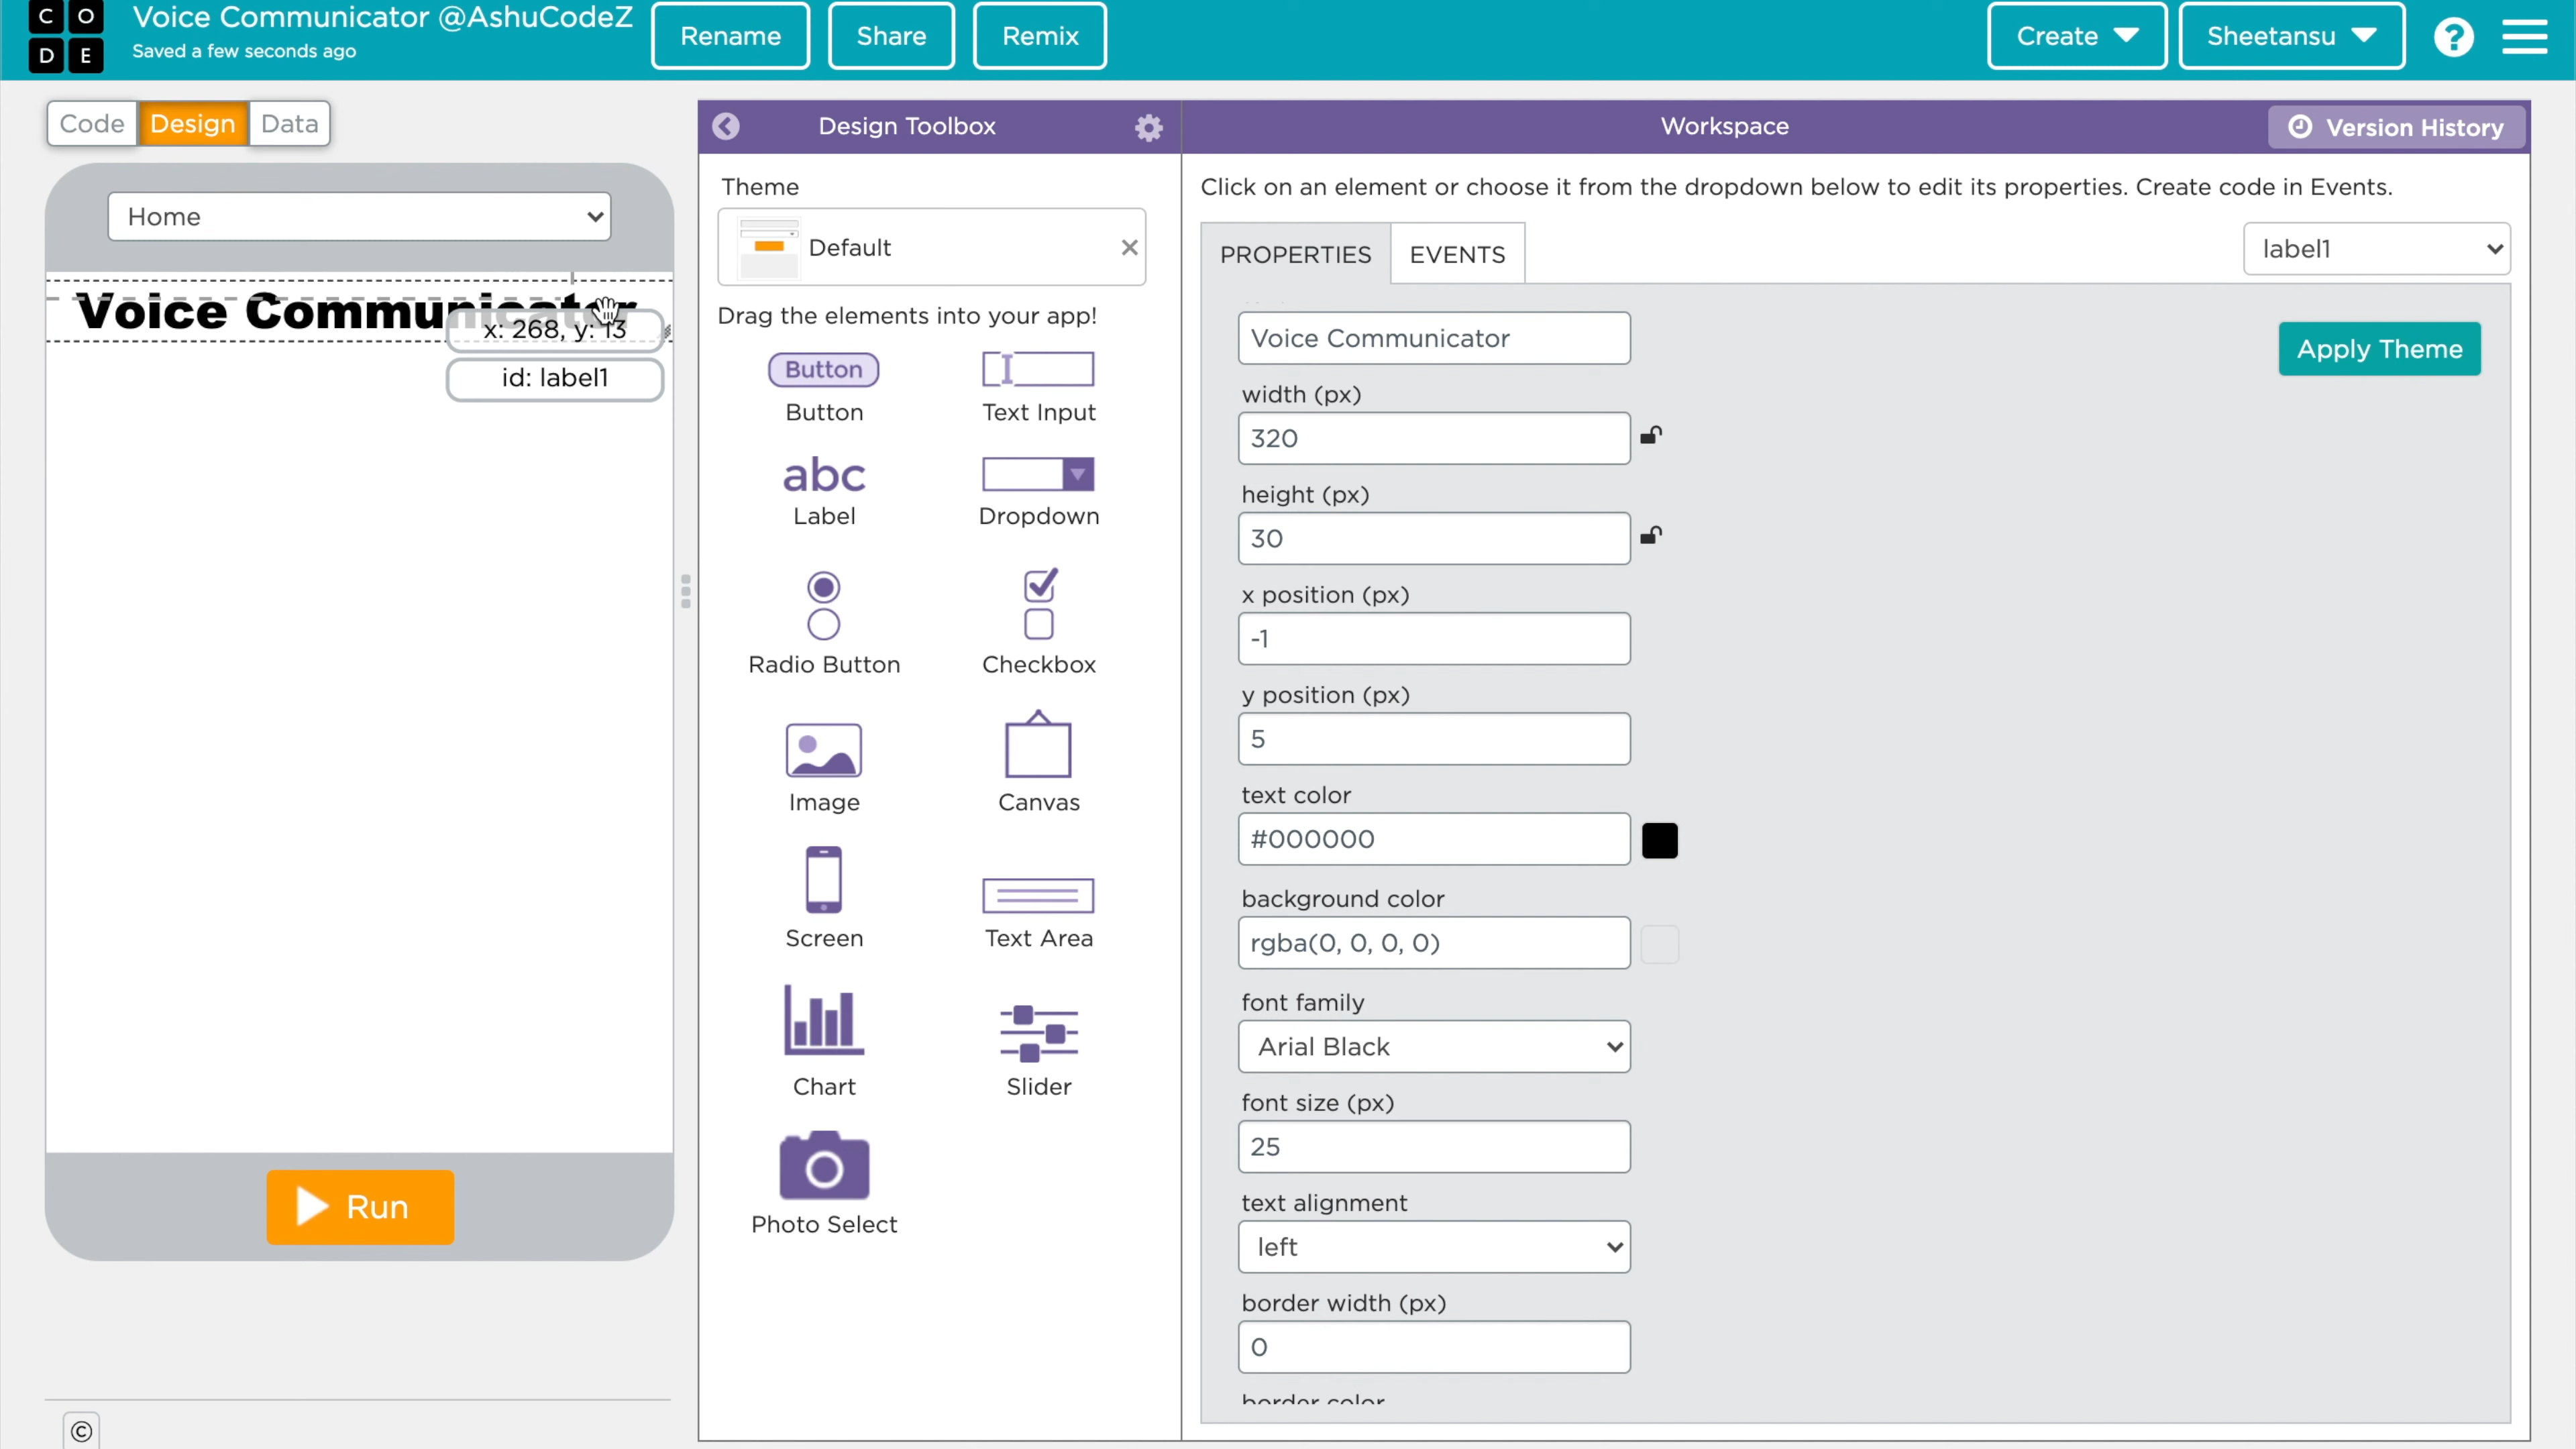 CO
DE
Voice Communicator @AshuCodeZ
Saved a few seconds ago
Rename
Share
Remix
Create
Sheetansu
?
Code
Design
Data
Home
Voice Communicator
x: 268, y: 13
id: label1
Run
©
Design Toolbox
Theme
Default
Drag the elements into your app!
Button
Button
Text Input
abc
Label
Dropdown
Radio Button
Checkbox
Image
Canvas
Screen
Text Area
Chart
Slider
Photo Select
Workspace
Version History
Click on an element or choose it from the dropdown below to edit its properties. Create code in Events.
PROPERTIES
EVENTS
label1
Apply Theme
Voice Communicator
width (px)
320
height (px)
30
x position (px)
-1
y position (px)
5
text color
#000000
background color
rgba(0, 0, 0, 0)
font family
Arial Black
font size (px)
25
text alignment
left
border width (px)
0
border color